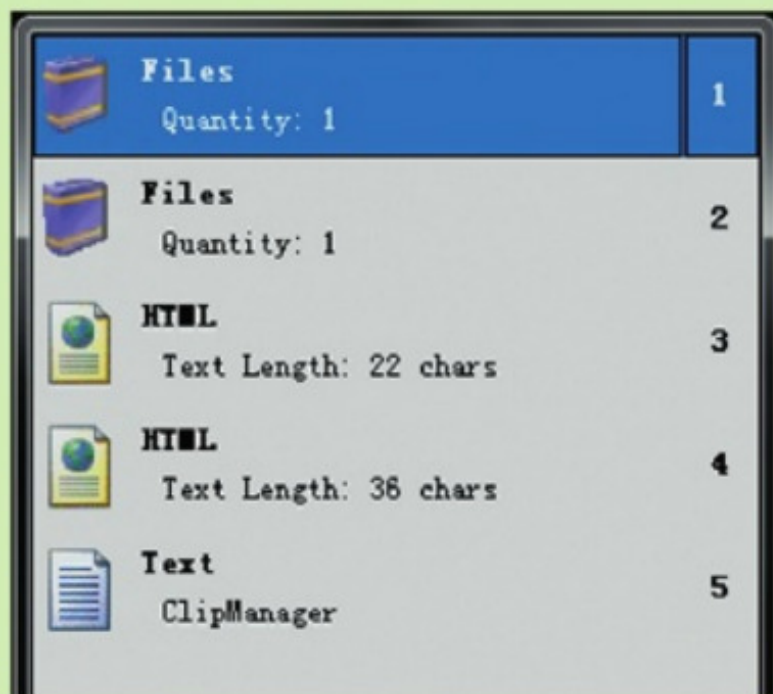 Files
Quantity: 1
1
Files
Quantity: 1
2
HTML
Text Length: 22 chars
3
HTML
Text Length: 36 chars
4
Text
ClipManager
5